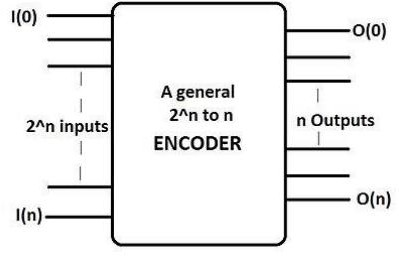 I(0)
O(0)
A general
2^n to n
ENCODER
2^n inputs
n Outputs
I(n)
O(n)